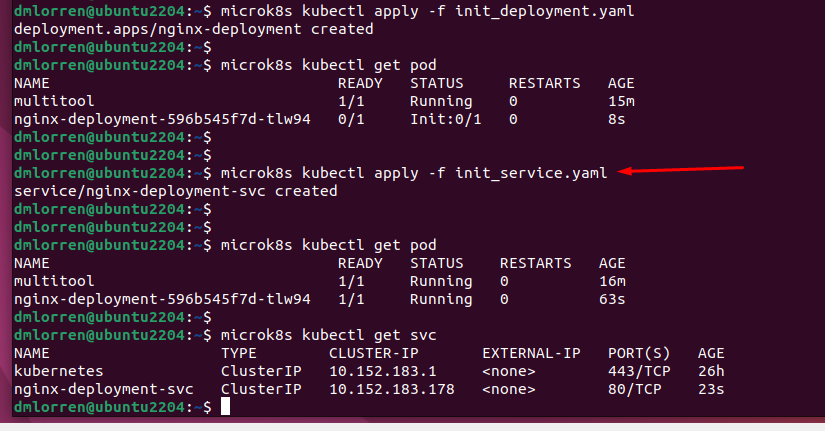 dmlorren@ubuntu2204:~$ microk8s kubectl apply -f init_deployment.yaml
deployment.apps/nginx-deployment created
dmlorren@ubuntu2204:~$
dmlorren@ubuntu2204:~$ microk8s kubectl get pod
NAME READY STATUS RESTARTS AGE
multitool 1/1 Running 0 15m
nginx-deployment-596b545f7d-tlw94 0/1 Init:0/1 0 8s
dmlorren@ubuntu2204:~$
dmlorren@ubuntu2204:~$
dmlorren@ubuntu2204:~$ microk8s kubectl apply -f init_service.yaml
service/nginx-deployment-svc created
dmlorren@ubuntu2204:~$
dmlorren@ubuntu2204:~$
dmlorren@ubuntu2204:~$ microk8s kubectl get pod
NAME READY STATUS RESTARTS AGE
multitool 1/1 Running 0 16m
nginx-deployment-596b545f7d-tlw94 1/1 Running 0 63s
dmlorren@ubuntu2204:~$
dmlorren@ubuntu2204:~$ microk8s kubectl get svc
NAME TYPE CLUSTER-IP EXTERNAL-IP PORT(S) AGE
kubernetes ClusterIP 10.152.183.1 <none> 443/TCP 26h
nginx-deployment-svc ClusterIP 10.152.183.178 <none> 80/TCP 23s
dmlorren@ubuntu2204:~$